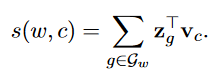 $$s(w, c) = \sum_{g \in \mathcal{G}_w} \mathbf{z}_g^\top \mathbf{v}_c.$$